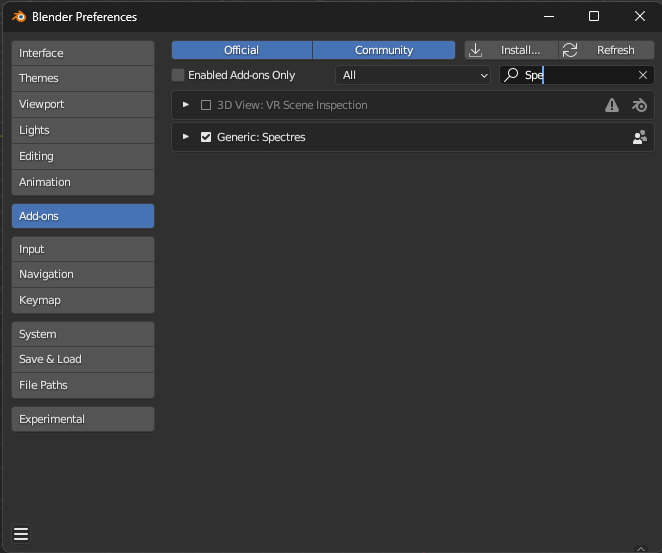 Blender Preferences
Interface
Themes
Viewport
Lights
Editing
Animation
Add-ons
Input
Navigation
Keymap
System
Save & Load
File Paths
Experimental
Official Community Install... Refresh
Enabled Add-ons Only All Spe
3D View: VR Scene Inspection
Generic: Spectres